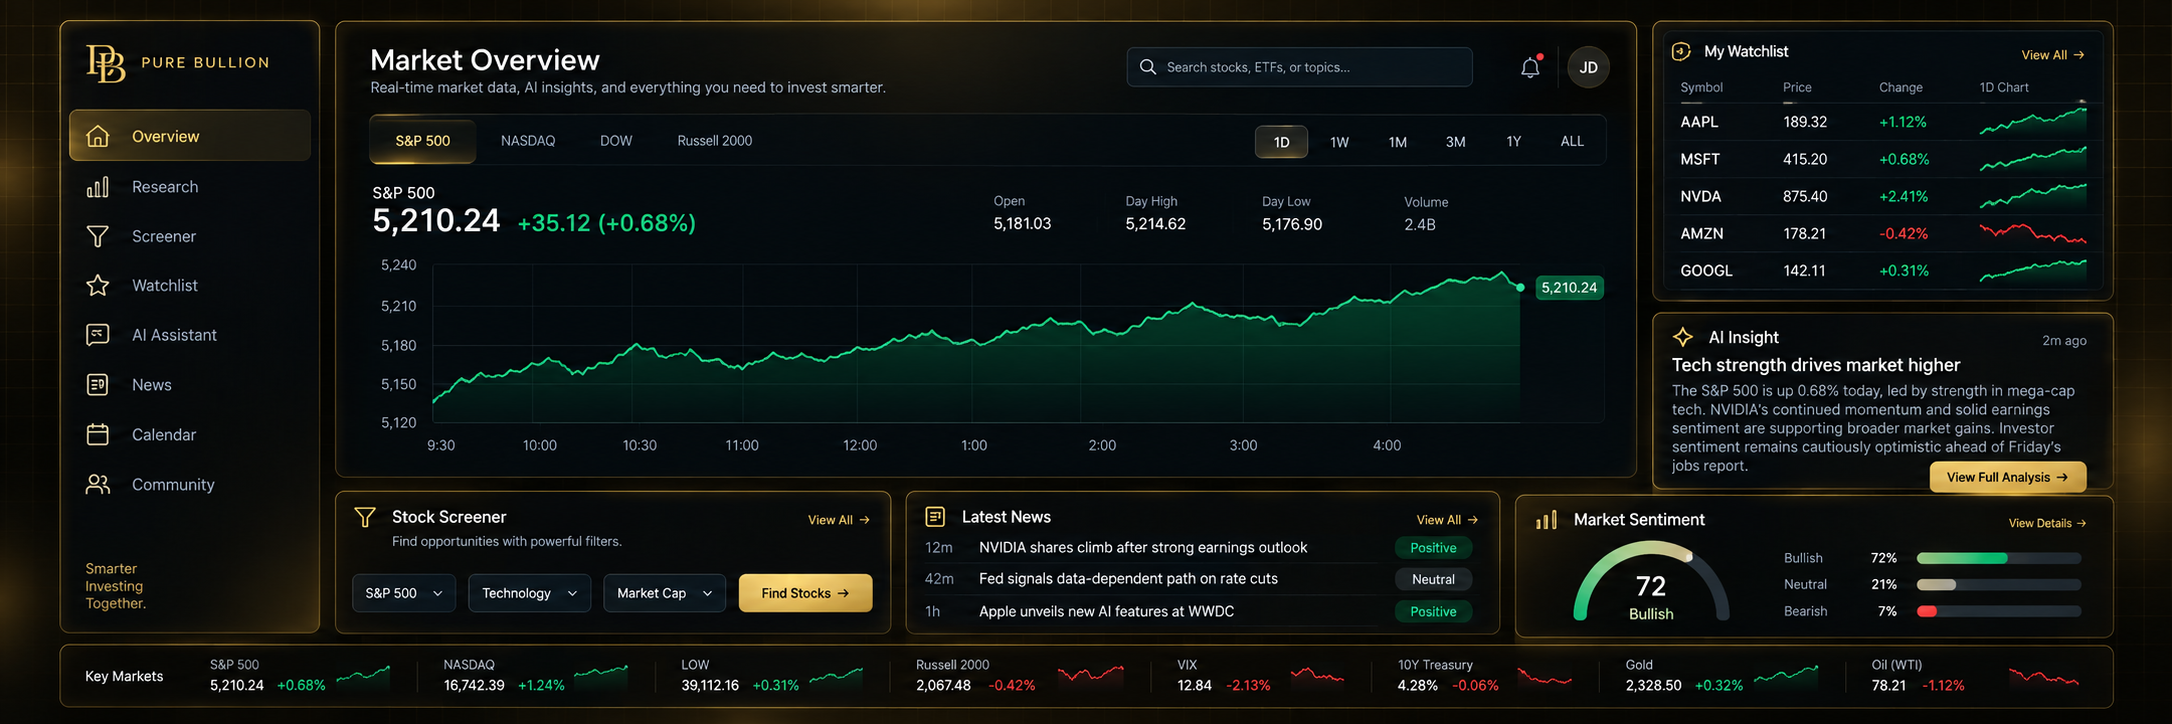 PB PURE BULLION
Overview
Research
Screener
Watchlist
AI Assistant
News
Calendar
Community
Smarter
Investing
Together.
Market Overview
Real-time market data, AI insights, and everything you need to invest smarter.
Search stocks, ETFs, or topics...
JD
S&P 500 NASDAQ DOW Russell 2000
1D 1W 1M 3M 1Y ALL
S&P 500
5,210.24 +35.12 (+0.68%)
Open Day High Day Low Volume
5,181.03 5,214.62 5,176.90 2.4B
5,240
5,210
5,180
5,150
5,120
5,210.24
9:30 10:00 10:30 11:00 12:00 1:00 2:00 3:00 4:00
My Watchlist View All →
Symbol Price Change 1D Chart
AAPL 189.32 +1.12%
MSFT 415.20 +0.68%
NVDA 875.40 +2.41%
AMZN 178.21 -0.42%
GOOGL 142.11 +0.31%
AI Insight 2m ago
Tech strength drives market higher
The S&P 500 is up 0.68% today, led by strength in mega-cap
tech. NVIDIA's continued momentum and solid earnings
sentiment are supporting broader market gains. Investor
sentiment remains cautiously optimistic ahead of Friday's
jobs report.
View Full Analysis →
Stock Screener View All →
Find opportunities with powerful filters.
S&P 500 Technology Market Cap Find Stocks →
Latest News View All →
12m NVIDIA shares climb after strong earnings outlook Positive
42m Fed signals data-dependent path on rate cuts Neutral
1h Apple unveils new AI features at WWDC Positive
Market Sentiment View Details →
72
Bullish
Bullish 72%
Neutral 21%
Bearish 7%
Key Markets
S&P 500
5,210.24 +0.68%
NASDAQ
16,742.39 +1.24%
LOW
39,112.16 +0.31%
Russell 2000
2,067.48 -0.42%
VIX
12.84 -2.13%
10Y Treasury
4.28% -0.06%
Gold
2,328.50 +0.32%
Oil (WTI)
78.21 -1.12%